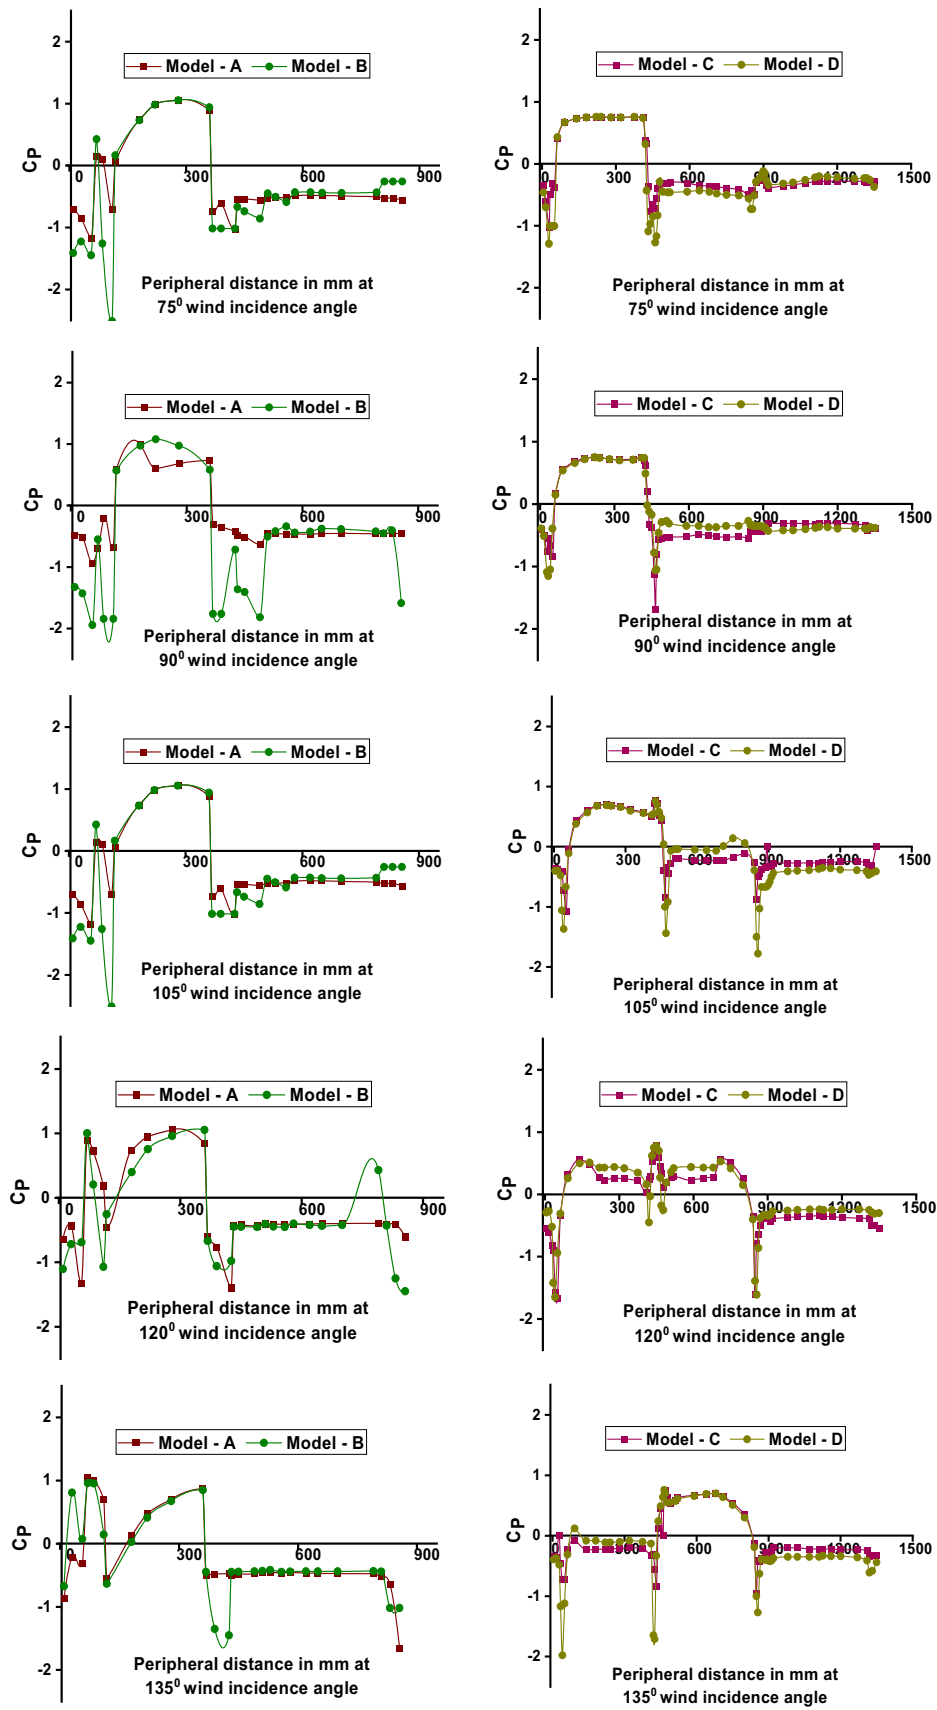 2
Model - A Model - B
1
CP
0
0 300 600 900
-1
Peripheral distance in mm at
75⁰ wind incidence angle
-2
2
Model - C Model - D
1
0
0 300 600 900 1200 1500
-1
-2
Peripheral distance in mm at
75⁰ wind incidence angle
2
Model - A Model - B
1
CP
0
0 300 600 900
-1
-2
Peripheral distance in mm at
90⁰ wind incidence angle
2
Model - C Model - D
1
0
0 300 600 900 1200 1500
-1
-2
Peripheral distance in mm at
90⁰ wind incidence angle
2
Model - A Model - B
1
CP
0
0 300 600 900
-1
-2
Peripheral distance in mm at
105⁰ wind incidence angle
2
Model - C Model - D
1
0
0 300 600 900 1200 1500
-1
-2
Peripheral distance in mm at
105⁰ wind incidence angle
2
Model - A Model - B
1
CP
0
0 300 600 900
-1
-2
Peripheral distance in mm at
120⁰ wind incidence angle
2
Model - C Model - D
1
0
0 300 600 900 1200 1500
-1
-2
Peripheral distance in mm at
120⁰ wind incidence angle
2
Model - A Model - B
1
CP
0
0 300 600 900
-1
-2
Peripheral distance in mm at
135⁰ wind incidence angle
2
Model - C Model - D
1
0
0 300 600 900 1200 1500
-1
-2
Peripheral distance in mm at
135⁰ wind incidence angle